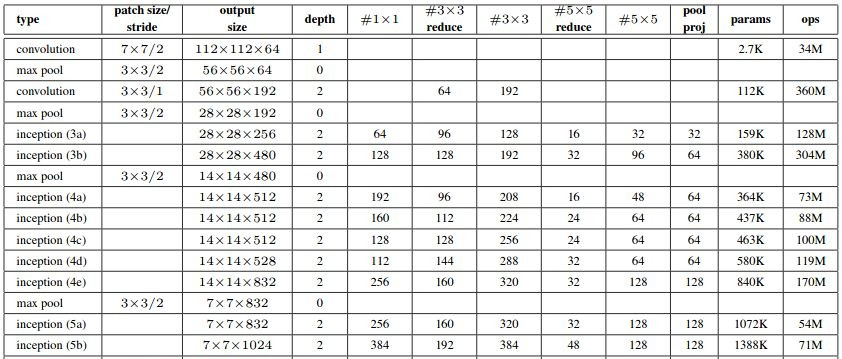 type patch size/ stride output size depth #1×1 #3×3 reduce #3×3 #5×5 reduce #5×5 pool proj params ops
convolution 7×7/2 112×112×64 1 2.7K 34M
max pool 3×3/2 56×56×64 0
convolution 3×3/1 56×56×192 2 64 192 112K 360M
max pool 3×3/2 28×28×192 0
inception (3a) 28×28×256 2 64 96 128 16 32 32 159K 128M
inception (3b) 28×28×480 2 128 128 192 32 96 64 380K 304M
max pool 3×3/2 14×14×480 0
inception (4a) 14×14×512 2 192 96 208 16 48 64 364K 73M
inception (4b) 14×14×512 2 160 112 224 24 64 64 437K 88M
inception (4c) 14×14×512 2 128 128 256 24 64 64 463K 100M
inception (4d) 14×14×528 2 112 144 288 32 64 64 580K 119M
inception (4e) 14×14×832 2 256 160 320 32 128 128 840K 170M
max pool 3×3/2 7×7×832 0
inception (5a) 7×7×832 2 256 160 320 32 128 128 1072K 54M
inception (5b) 7×7×1024 2 384 192 384 48 128 128 1388K 71M